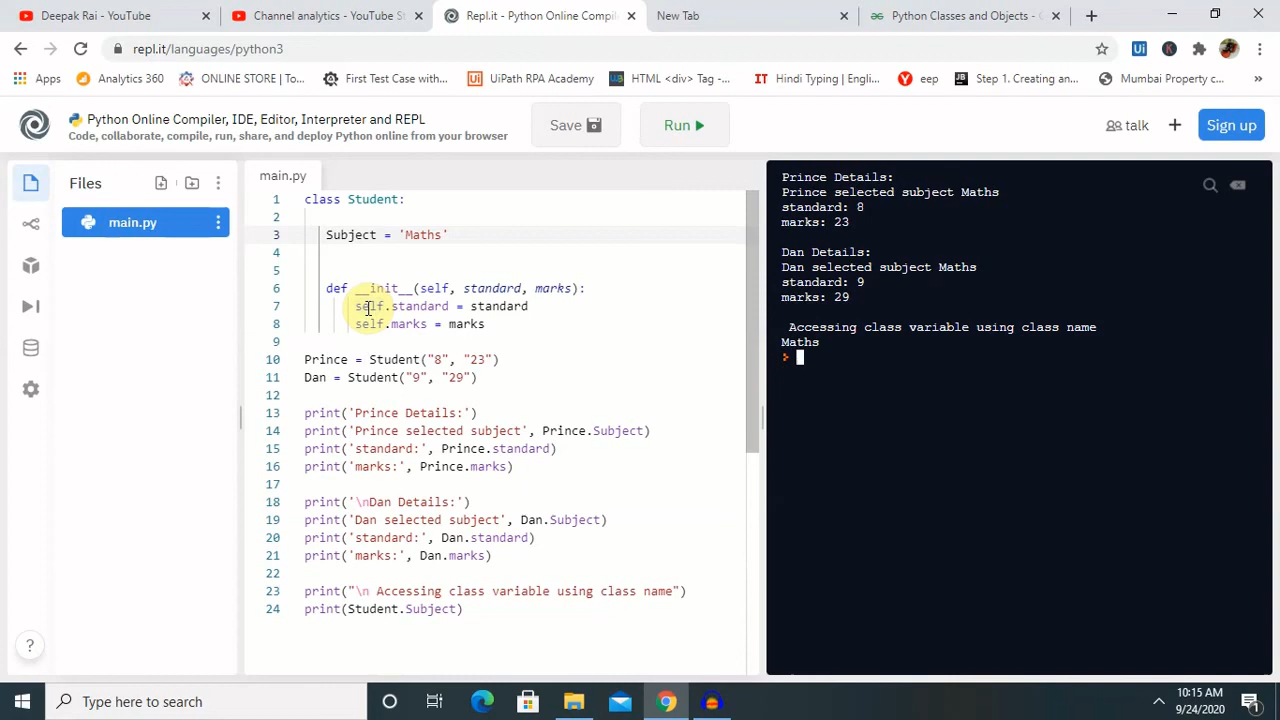 Deepak Rai - YouTube
Channel analytics - YouTube St
Repl.it - Python Online Compile
New Tab
Python Classes and Objects - G
repl.it/languages/python3
Apps
Analytics 360
ONLINE STORE | To...
First Test Case with...
UiPath RPA Academy
HTML <div> Tag -...
Hindi Typing | Engli...
eep
Step 1. Creating an...
Mumbai Property c...
Python Online Compiler, IDE, Editor, Interpreter and REPL
Code, collaborate, compile, run, share, and deploy Python online from your browser
Save
Run
talk
Sign up
Files
main.py
main.py
1 class Student:
2
3 Subject = 'Maths'
4
5
6 def __init__(self, standard, marks):
7 self.standard = standard
8 self.marks = marks
9
10 Prince = Student("8", "23")
11 Dan = Student("9", "29")
12
13 print('Prince Details:')
14 print('Prince selected subject', Prince.Subject)
15 print('standard:', Prince.standard)
16 print('marks:', Prince.marks)
17
18 print('\nDan Details:')
19 print('Dan selected subject', Dan.Subject)
20 print('standard:', Dan.standard)
21 print('marks:', Dan.marks)
22
23 print("\n Accessing class variable using class name")
24 print(Student.Subject)
Prince Details:
Prince selected subject Maths
standard: 8
marks: 23
Dan Details:
Dan selected subject Maths
standard: 9
marks: 29
Accessing class variable using class name
Maths
Type here to search
10:15 AM
9/24/2020